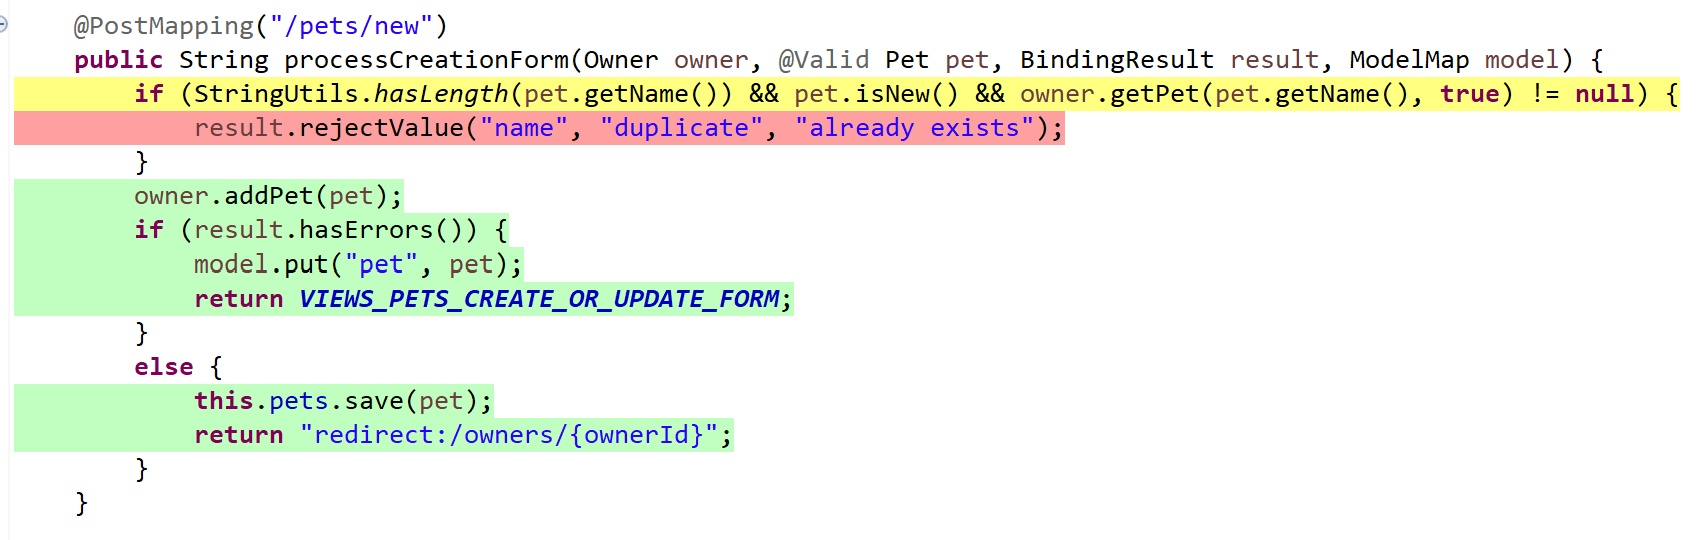 @PostMapping("/pets/new")
public String processCreationForm(Owner owner, @Valid Pet pet, BindingResult result, ModelMap model) {
if (StringUtils.hasLength(pet.getName()) && pet.isNew() && owner.getPet(pet.getName(), true) != null) {
result.rejectValue("name", "duplicate", "already exists");
}
owner.addPet(pet);
if (result.hasErrors()) {
model.put("pet", pet);
return VIEWS_PETS_CREATE_OR_UPDATE_FORM;
}
else {
this.pets.save(pet);
return "redirect:/owners/{ownerId}";
}
}